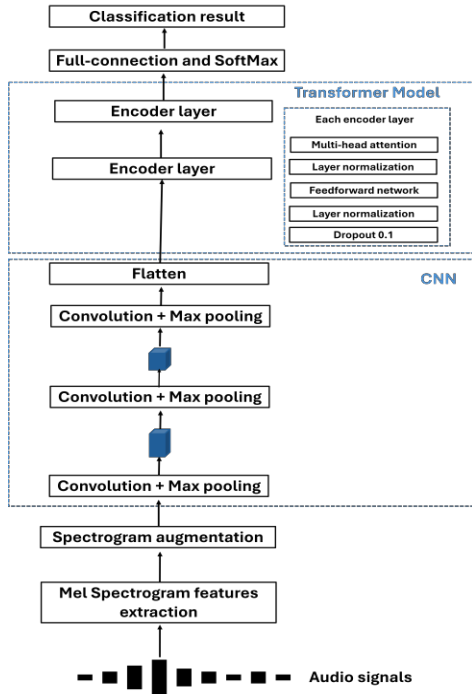 Classification result
Full-connection and SoftMax
Transformer Model
Encoder layer
Encoder layer
Each encoder layer
Multi-head attention
Layer normalization
Feedforward network
Layer normalization
Dropout 0.1
CNN
Flatten
Convolution + Max pooling
Convolution + Max pooling
Convolution + Max pooling
Spectrogram augmentation
Mel Spectrogram features
extraction
Audio signals